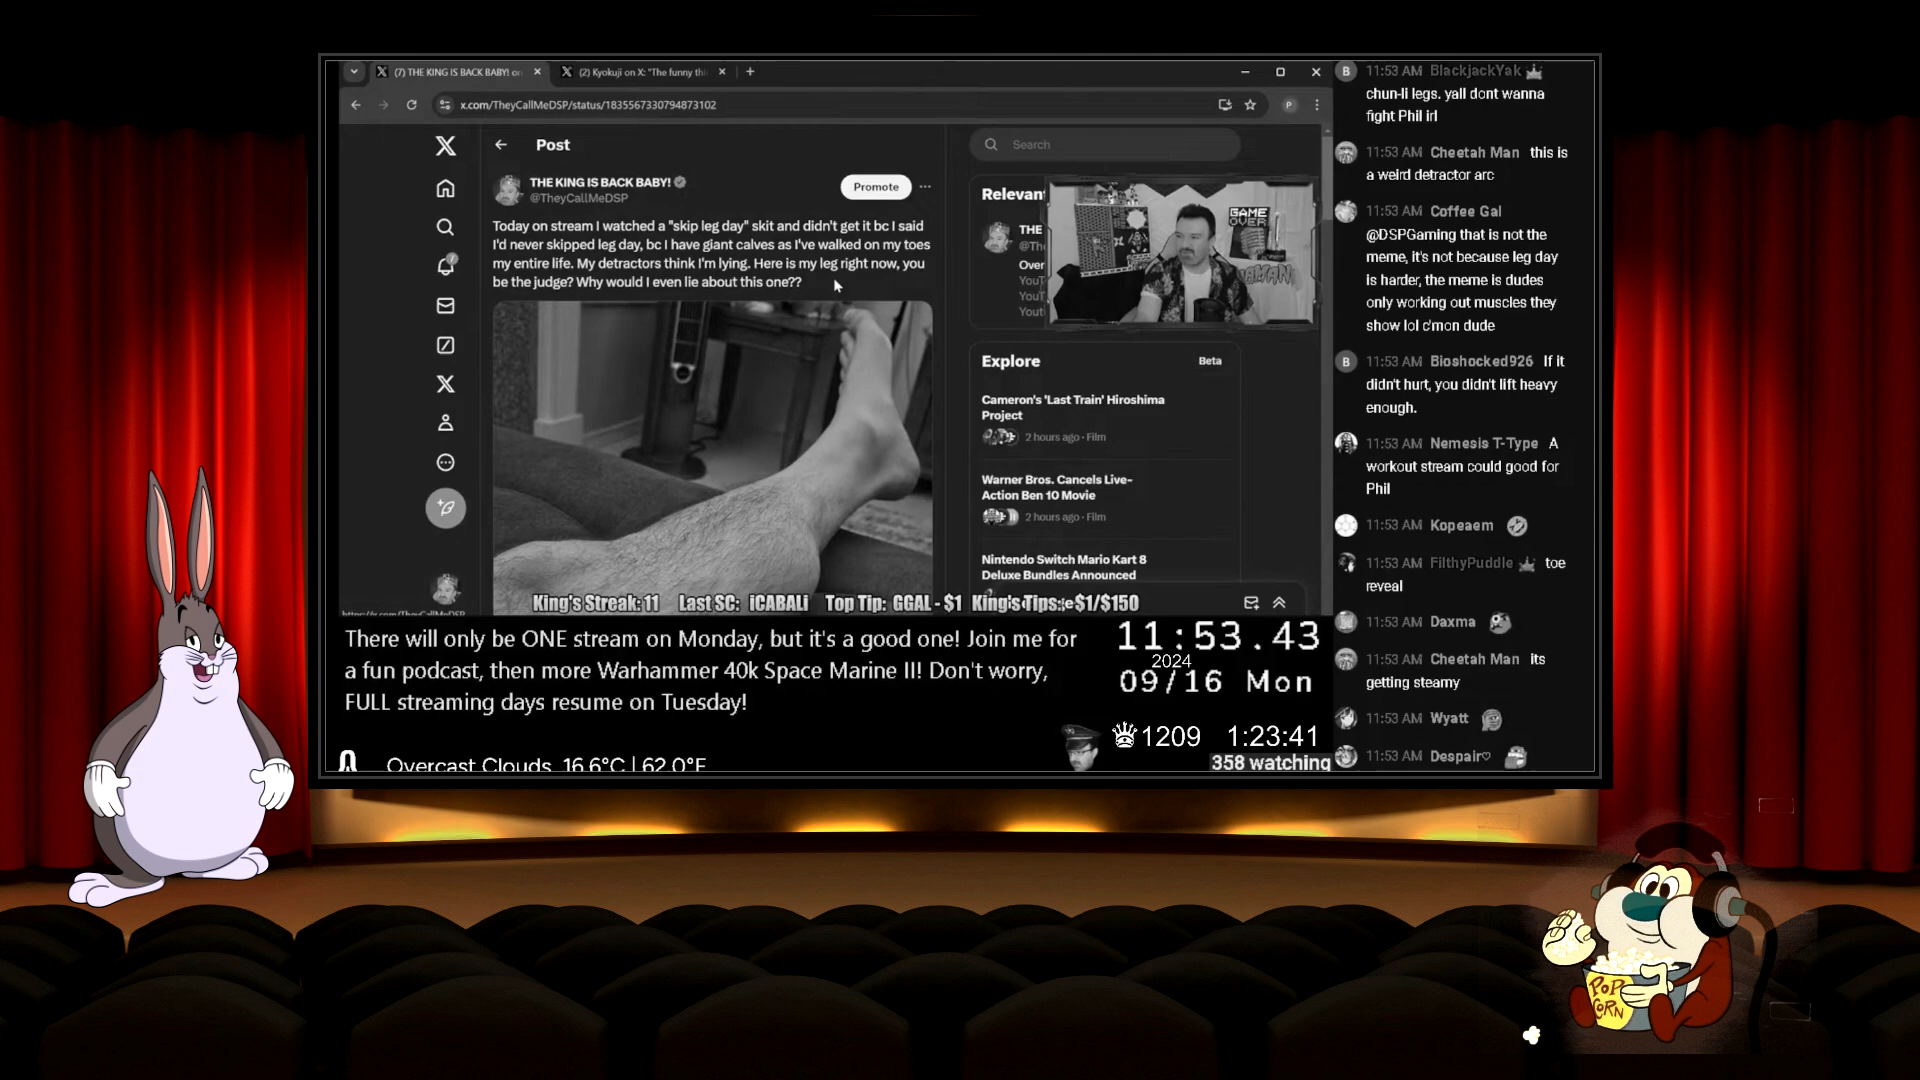 (7) THE KING IS BACK BABY! on
(2) Kyokuji on X: "The funny thi
x.com/TheyCallMeDSP/status/1835567330794873102
P
Post
THE KING IS BACK BABY!
@TheyCallMeDSP
Promote
Today on stream I watched a "skip leg day" skit and didn't get it bc I said
I'd never skipped leg day, bc I have giant calves as I've walked on my toes
my entire life. My detractors think I'm lying. Here is my leg right now, you
be the judge? Why would I even lie about this one??
Search
Relevan
THE
@Th
Over
YouT
YouT
Yout
GAME
OVER
Explore
Beta
Cameron's 'Last Train' Hiroshima
Project
2 hours ago · Film
Warner Bros. Cancels Live-
Action Ben 10 Movie
2 hours ago · Film
Nintendo Switch Mario Kart 8
Deluxe Bundles Announced
King's Streak: 11 Last SC: iCABALi Top Tip: GGAL - $1 King's Tips: $1/$150
There will only be ONE stream on Monday, but it's a good one! Join me for
a fun podcast, then more Warhammer 40k Space Marine II! Don't worry,
FULL streaming days resume on Tuesday!
Overcast Clouds 16.6°C | 62.0°F
11:53.43
2024
09/16 Mon
1209 1:23:41
358 watching
B 11:53 AM BlackjackYak
chun-li legs. yall dont wanna
fight Phil irl
11:53 AM Cheetah Man this is
a weird detractor arc
11:53 AM Coffee Gal
@DSPGaming that is not the
meme, it's not because leg day
is harder, the meme is dudes
only working out muscles they
show lol c'mon dude
B 11:53 AM Bioshocked926 If it
didn't hurt, you didn't lift heavy
enough.
11:53 AM Nemesis T-Type A
workout stream could good for
Phil
11:53 AM Kopeaem
11:53 AM FilthyPuddle toe
reveal
11:53 AM Daxma
11:53 AM Cheetah Man its
getting steamy
11:53 AM Wyatt
11:53 AM Despair♡
POP
CORN